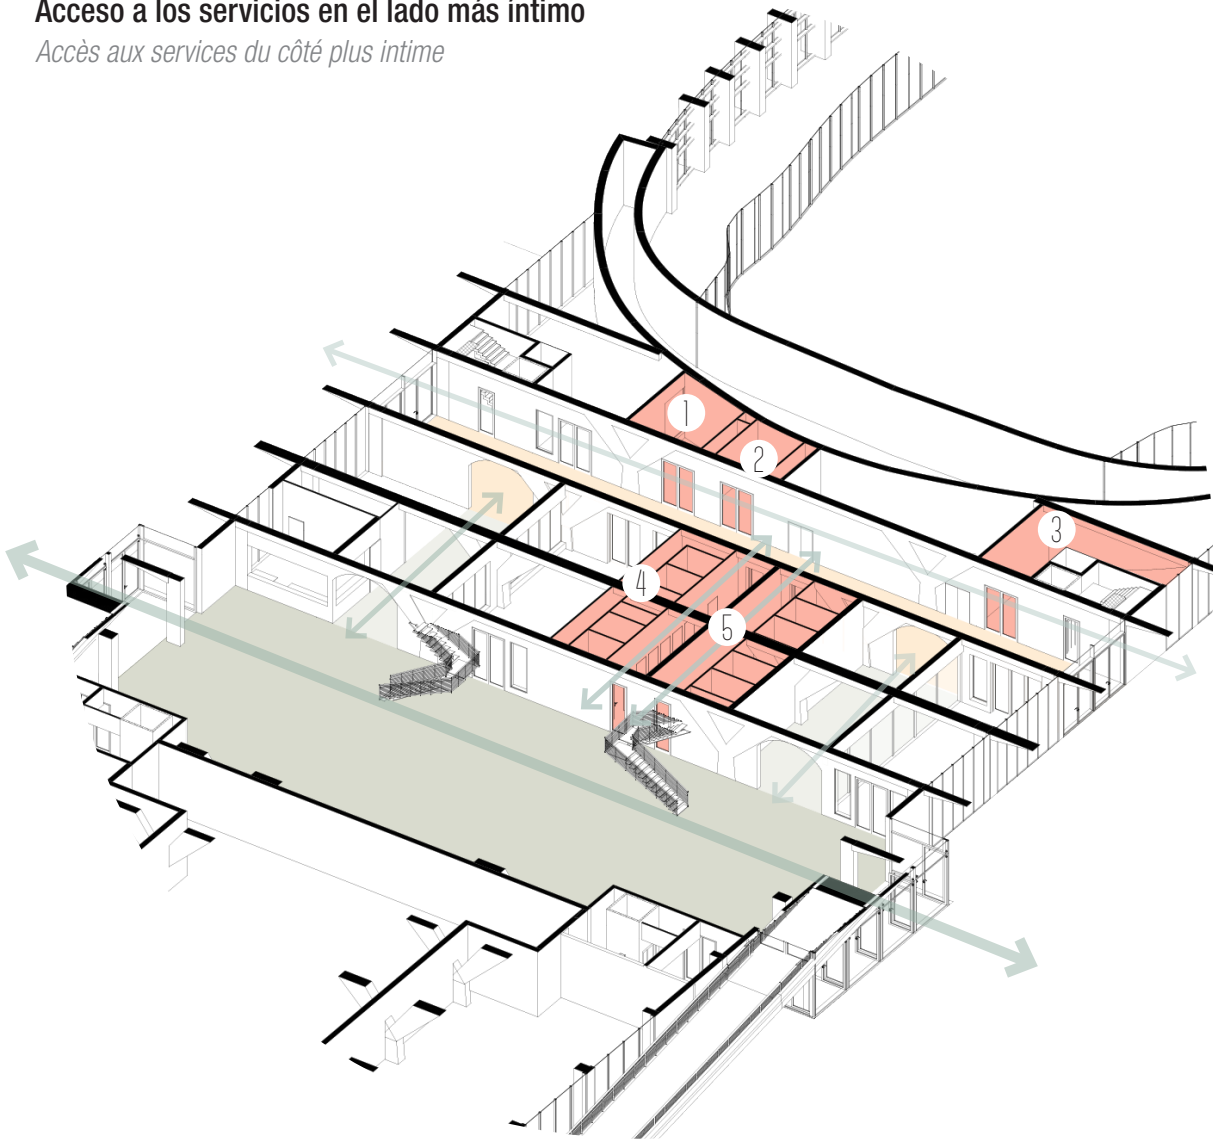 Acceso a los servicios en el lado más íntimo
Accès aux services du côté plus intime
1
2
3
4
5